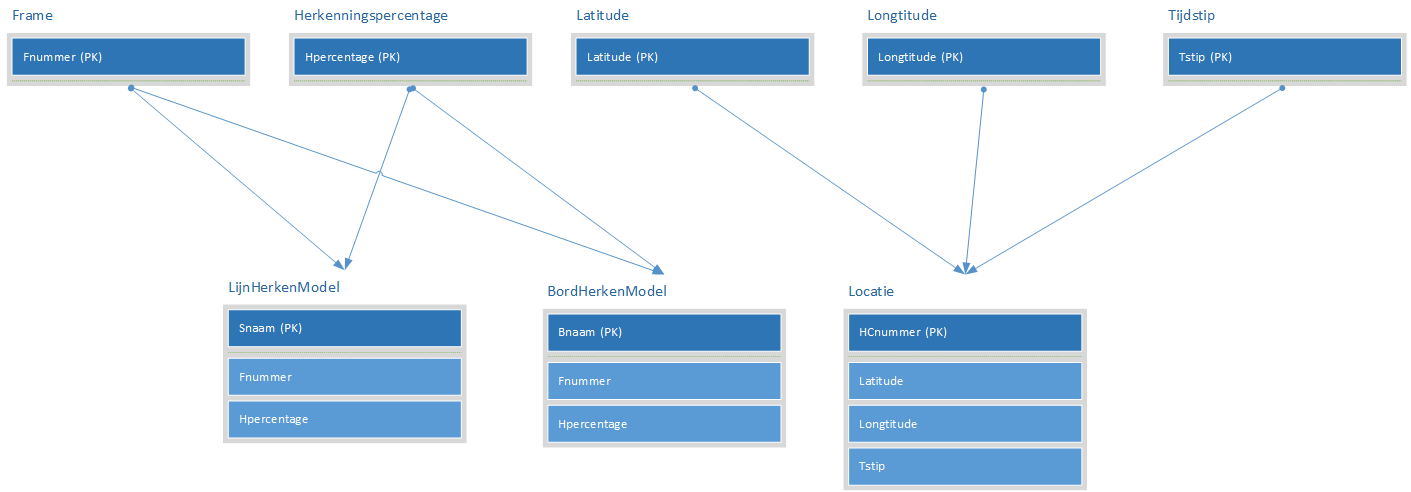 Frame
Herkenningspercentage
Latitude
Longtitude
Tijdstip
Fnummer (PK)
Hpercentage (PK)
Latitude (PK)
Longtitude (PK)
Tstip (PK)
LijnHerkenModel
Snaam (PK)
Fnummer
Hpercentage
BordHerkenModel
Bnaam (PK)
Fnummer
Hpercentage
Locatie
HCnummer (PK)
Latitude
Longtitude
Tstip